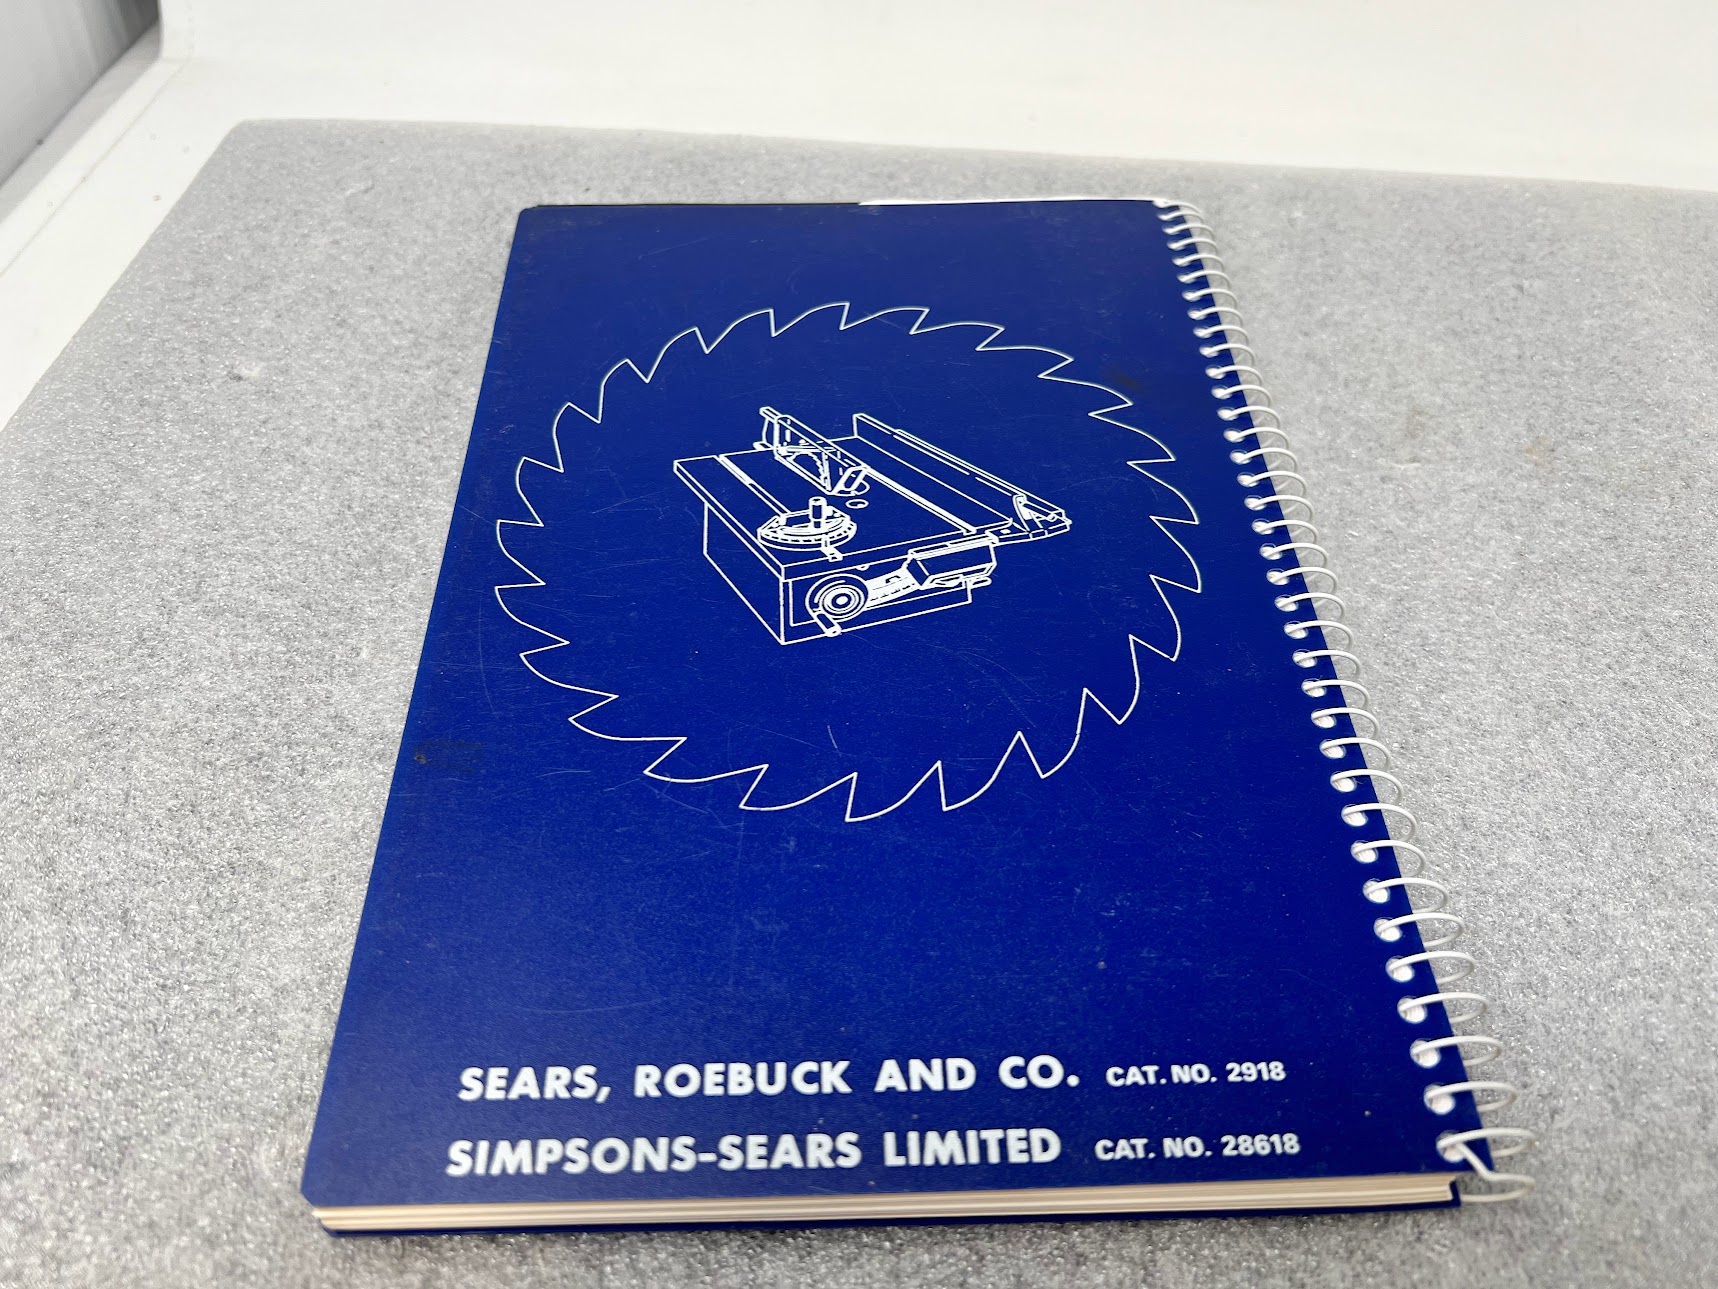 SEARS, ROEBUCK AND CO. CAT. NO. 2918
SIMPSONS-SEARS LIMITED CAT. NO. 28618